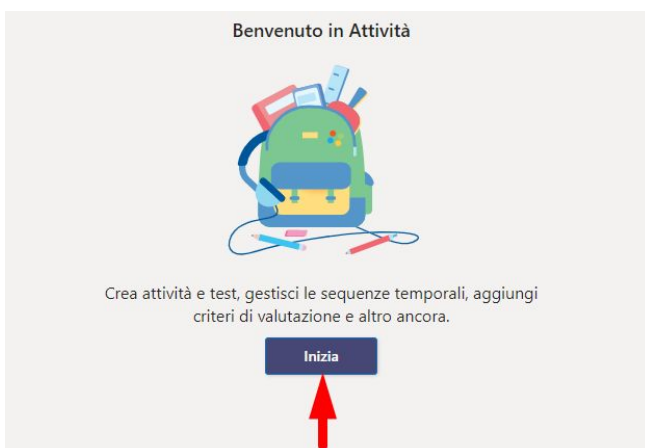 Benvenuto in Attività
Crea attività e test, gestisci le sequenze temporali, aggiungi
criteri di valutazione e altro ancora.
Inizia